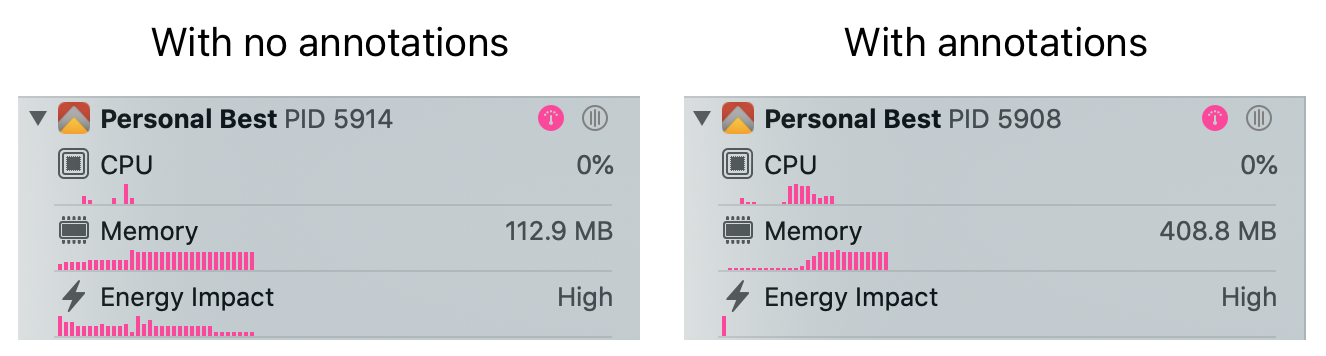 With no annotations
Personal Best PID 5914
CPU 0%
Memory 112.9 MB
Energy Impact High
With annotations
Personal Best PID 5908
CPU 0%
Memory 408.8 MB
Energy Impact High